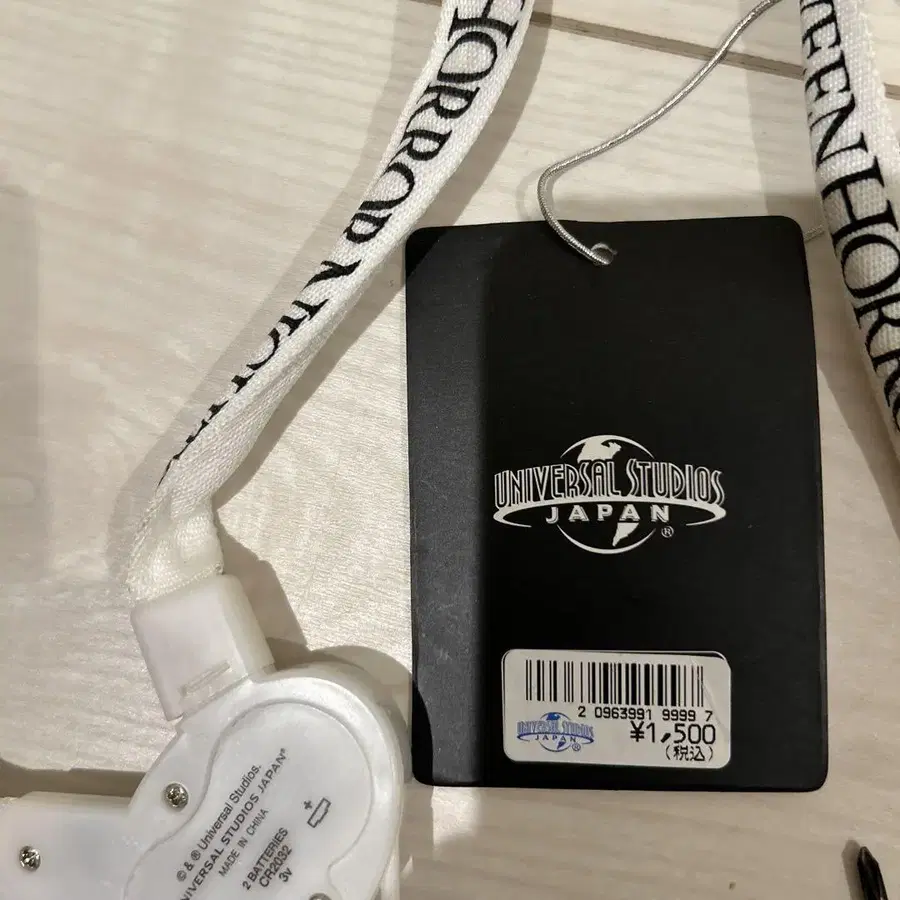 HORROR NIGHT
EEN HORR
UNIVERSAL STUDIOS
JAPAN ®
2 0963991 9999 7
UNIVERSAL STUDIOS
JAPAN ®
¥1,500
(税込)
© & ® Universal Studios.
UNIVERSAL STUDIOS JAPAN®
MADE IN CHINA
2 BATTERIES
CR2032
3v
+